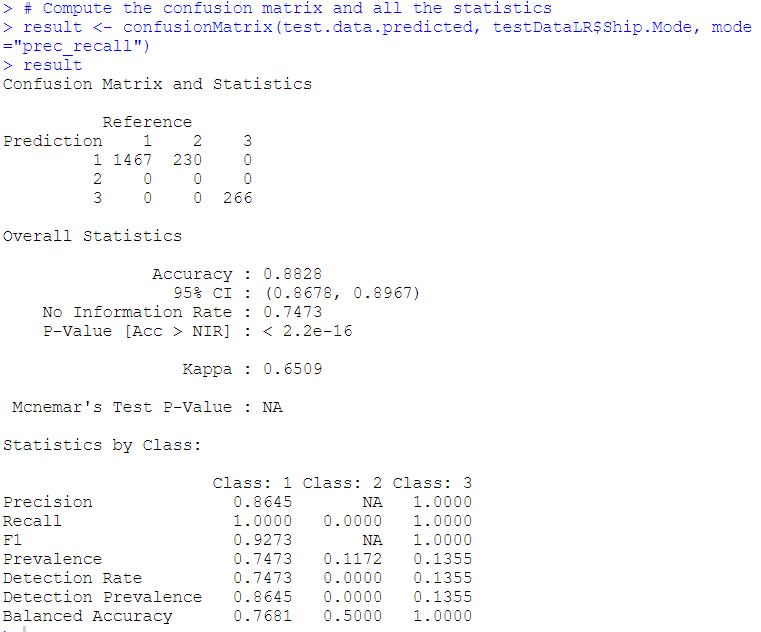 > # Compute the confusion matrix and all the statistics
> result <- confusionMatrix(test.data.predicted, testDataLR$Ship.Mode, mode
="prec_recall")
> result
Confusion Matrix and Statistics
Reference
Prediction 1 2 3
1 1467 230 0
2 0 0 0
3 0 0 266
Overall Statistics
Accuracy : 0.8828
95% CI : (0.8678, 0.8967)
No Information Rate : 0.7473
P-Value [Acc > NIR] : < 2.2e-16
Kappa : 0.6509
Mcnemar's Test P-Value : NA
Statistics by Class:
Class: 1 Class: 2 Class: 3
Precision 0.8645 NA 1.0000
Recall 1.0000 0.0000 1.0000
F1 0.9273 NA 1.0000
Prevalence 0.7473 0.1172 0.1355
Detection Rate 0.7473 0.0000 0.1355
Detection Prevalence 0.8645 0.0000 0.1355
Balanced Accuracy 0.7681 0.5000 1.0000